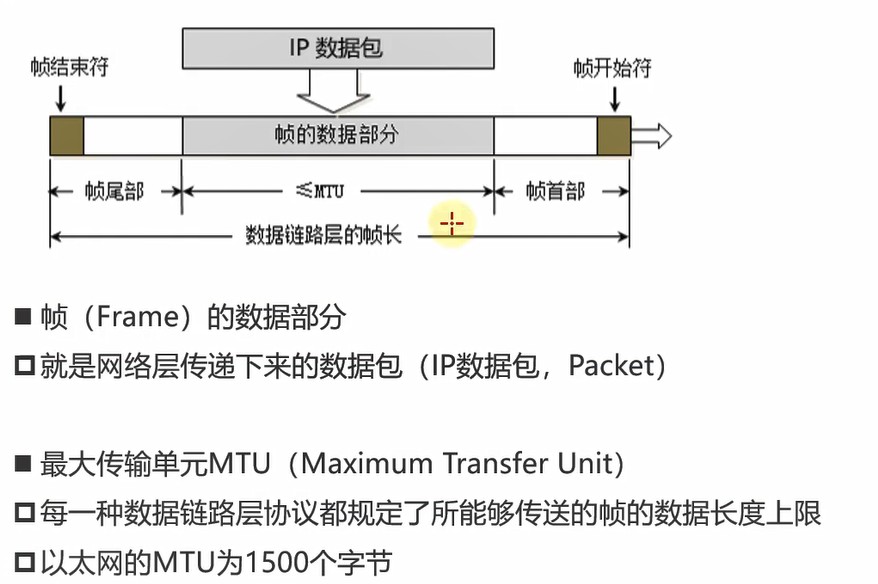 IP 数据包
帧结束符
帧开始符
帧的数据部分
帧尾部
≤MTU
帧首部
数据链路层的帧长
■ 帧（Frame）的数据部分
就是网络层传递下来的数据包（IP数据包，Packet）
■ 最大传输单元MTU（Maximum Transfer Unit）
每一种数据链路层协议都规定了所能够传送的帧的数据长度上限
以太网的MTU为1500个字节